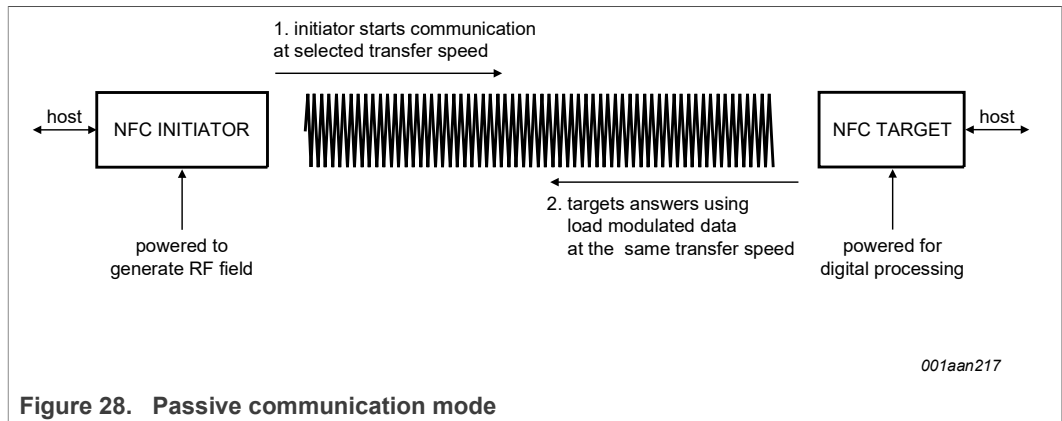 1. initiator starts communication
at selected transfer speed
host
NFC INITIATOR
NFC TARGET
host
2. targets answers using
load modulated data
at the same transfer speed
powered to
generate RF field
powered for
digital processing
001aan217
Figure 28. Passive communication mode